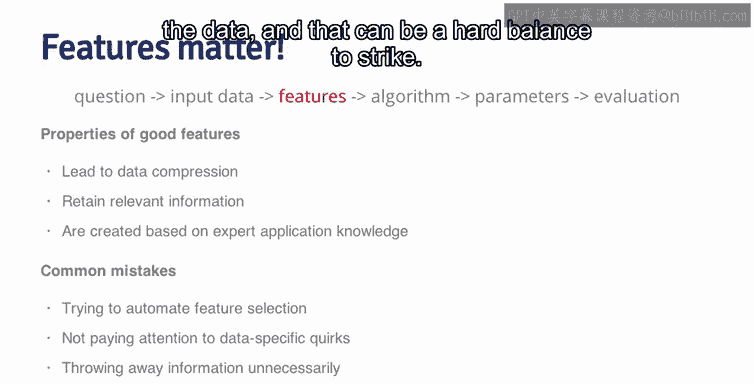 the data, and that can be a hard balance
to strike.
Features matter!
question -> input data -> features -> algorithm -> parameters -> evaluation
Properties of good features
· Lead to data compression
· Retain relevant information
· Are created based on expert application knowledge
Common mistakes
· Trying to automate feature selection
· Not paying attention to data-specific quirks
· Throwing away information unnecessarily